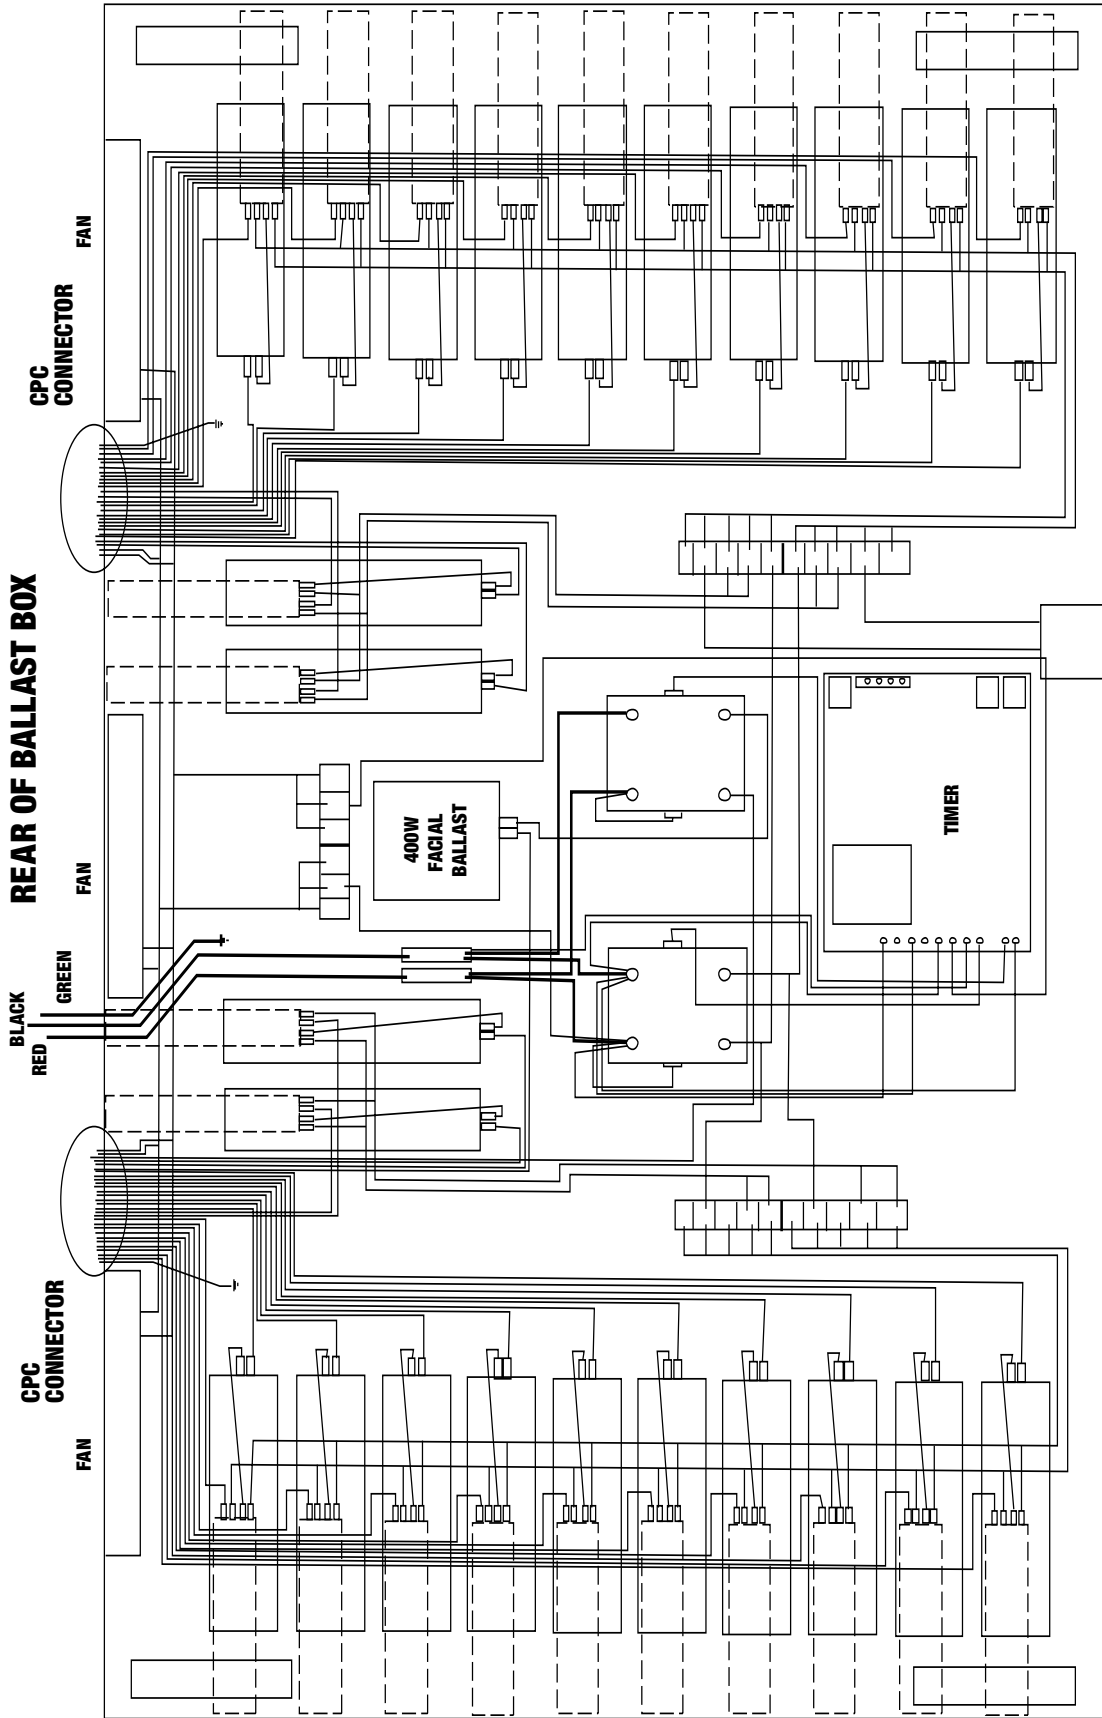 REAR OF BALLAST BOX
CPC
CONNECTOR
FAN
BLACK
RED
GREEN
FAN
CPC
CONNECTOR
FAN
400W
FACIAL
BALLAST
TIMER